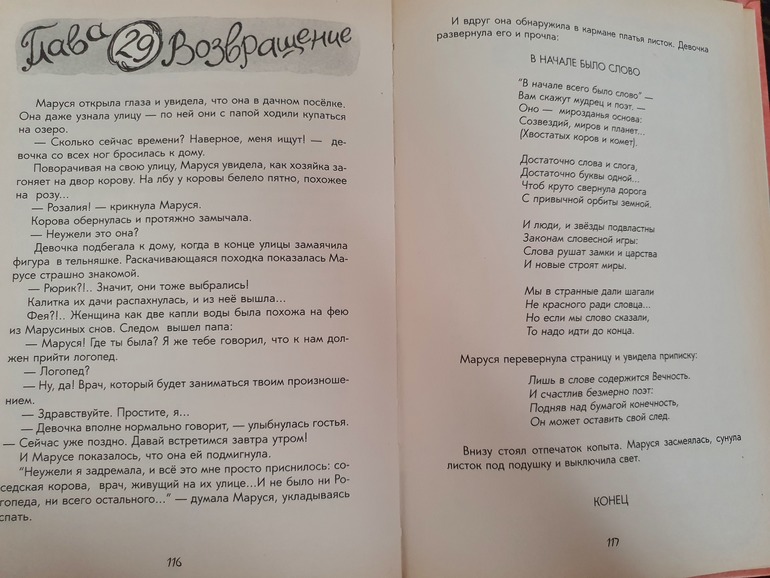 Глава 29 Возвращение
Маруся открыла глаза и увидела, что она в дачном посёлке.
Она даже узнала улицу — по ней они с папой ходили купаться
на озеро.
— Сколько сейчас времени? Наверное, меня ищут! — де-
вочка со всех ног бросилась к дому.
Поворачивая на свою улицу, Маруся увидела, как хозяйка за-
гоняет на двор корову. На лбу у коровы белело пятно, похожее
на розу...
— Розалия! — крикнула Маруся.
Корова обернулась и протяжно замычала.
— Неужели это она?
Девочка подбегала к дому, когда в конце улицы замаячила
фигура в тельняшке. Раскачивающаяся походка показалась Ма-
русе страшно знакомой.
— Рюрик?!.. Значит, они тоже выбрались!
Калитка их дачи распахнулась, и из неё вышла...
Фея?!.. Женщина как две капли воды была похожа на фею
из Марусиных снов. Следом вышел папа:
— Маруся! Где ты была? Я же тебе говорил, что к нам дол-
жен прийти логопед.
— Логопед?
— Ну, да! Врач, который будет заниматься твоим произноше-
нием.
— Здравствуйте. Простите, я...
— Девочка вполне нормально говорит, — улыбнулась гостья.
— Сейчас уже поздно. Давай встретимся завтра утром!
И Марусе показалось, что она ей подмигнула.
"Неужели я задремала, и всё это мне просто приснилось: со-
седская корова, врач, живущий на их улице...И не было ни Ро-
гопеда, ни всего остального..." — думала Маруся, укладываясь
спать.
116
И вдруг она обнаружила в кармане платья листок. Девочка
развернула его и прочла:
В НАЧАЛЕ БЫЛО СЛОВО
"В начале всего было слово" —
Вам скажут мудрец и поэт. —
Оно — мирозданья основа:
Созвездий, миров и планет...
(Хвостатых коров и комет).
Достаточно слова и слога,
Достаточно буквы одной...
Чтоб круто свернула дорога
С привычной орбиты земной.
И люди, и звёзды подвластны
Законам словесной игры:
Слова рушат замки и царства
И новые строят миры.
Мы в странные дали шагали
Не красного ради словца...
Но если мы слово сказали,
То надо идти до конца.
Маруся перевернула страницу и увидела приписку:
Лишь в слове содержится Вечность.
И счастлив безмерно поэт:
Подняв над бумагой конечность,
Он может оставить свой след.
Внизу стоял отпечаток копыта. Маруся засмеялась, сунула
листок под подушку и выключила свет.
КОНЕЦ
117